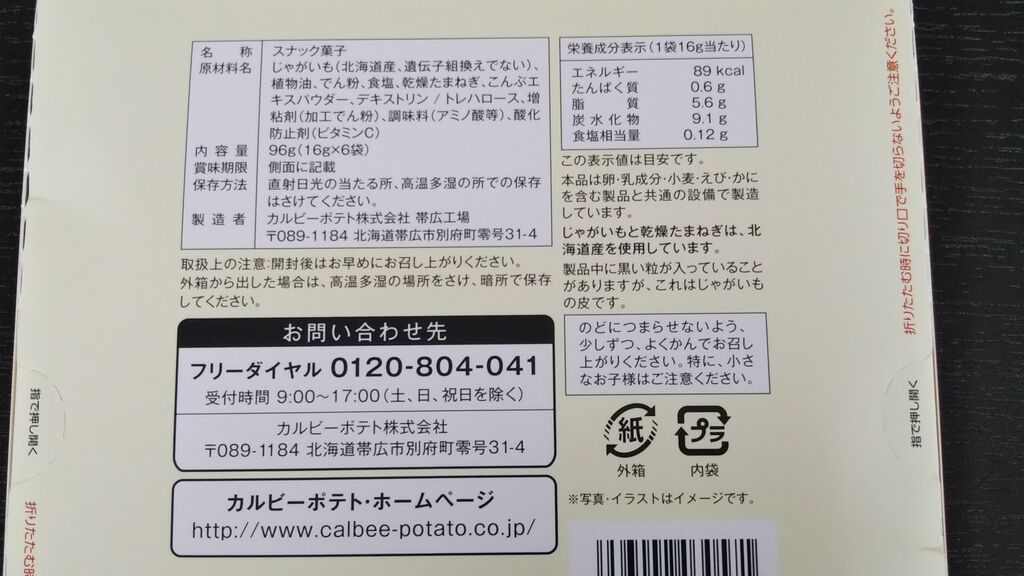 名称 スナック菓子
原材料名 じゃがいも(北海道産、遺伝子組換えでない)、
植物油、でん粉、食塩、乾燥たまねぎ、こんぶエ
キスパウダー、デキストリン / トレハロース、増
粘剤(加工でん粉)、調味料(アミノ酸等)、酸化
防止剤(ビタミンC)
内容量 96g(16g×6袋)
賞味期限 側面に記載
保存方法 直射日光の当たる所、高温多湿の所での保存
はさけてください。
製造者 カルビーポテト株式会社 帯広工場
〒089-1184 北海道帯広市別府町零号31-4
取扱上の注意:開封後はお早めにお召し上がりください。
外箱から出した場合は、高温多湿の場所をさけ、暗所で保存
してください。
お問い合わせ先
フリーダイヤル 0120-804-041
受付時間 9:00〜17:00(土、日、祝日を除く)
カルビーポテト株式会社
〒089-1184 北海道帯広市別府町零号31-4
カルビーポテト・ホームページ
http://www.calbee-potato.co.jp/
栄養成分表示(1袋16g当たり)
エネルギー 89 kcal
たんぱく質 0.6 g
脂質 5.6 g
炭水化物 9.1 g
食塩相当量 0.12 g
この表示値は目安です。
本品は卵・乳成分・小麦・えび・かに
を含む製品と共通の設備で製造
しています。
じゃがいもと乾燥たまねぎは、北
海道産を使用しています。
製品中に黒い粒が入っていること
がありますが、これはじゃがいも
の皮です。
のどにつまらせないよう、
少しずつ、よくかんでお召し
上がりください。特に、小さ
なお子様はご注意ください。
紙
外箱
プラ
内袋
※写真・イラストはイメージです。
折りたたむ時に切り口で手を切らないようご注意ください。
指で押し開く
指で押し開く
折りたたむ時